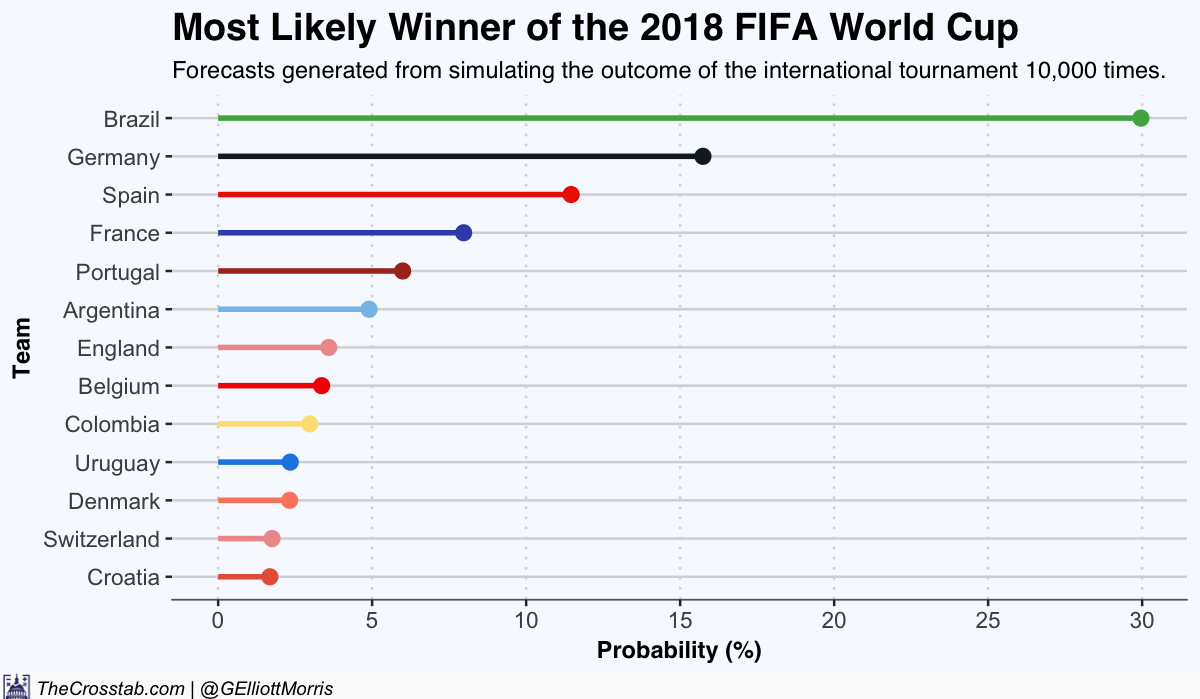 Most Likely Winner of the 2018 FIFA World Cup
Forecasts generated from simulating the outcome of the international tournament 10,000 times.
Team
Brazil
Germany
Spain
France
Portugal
Argentina
England
Belgium
Colombia
Uruguay
Denmark
Switzerland
Croatia
0 5 10 15 20 25 30
Probability (%)
TheCrosstab.com | @GElliottMorris